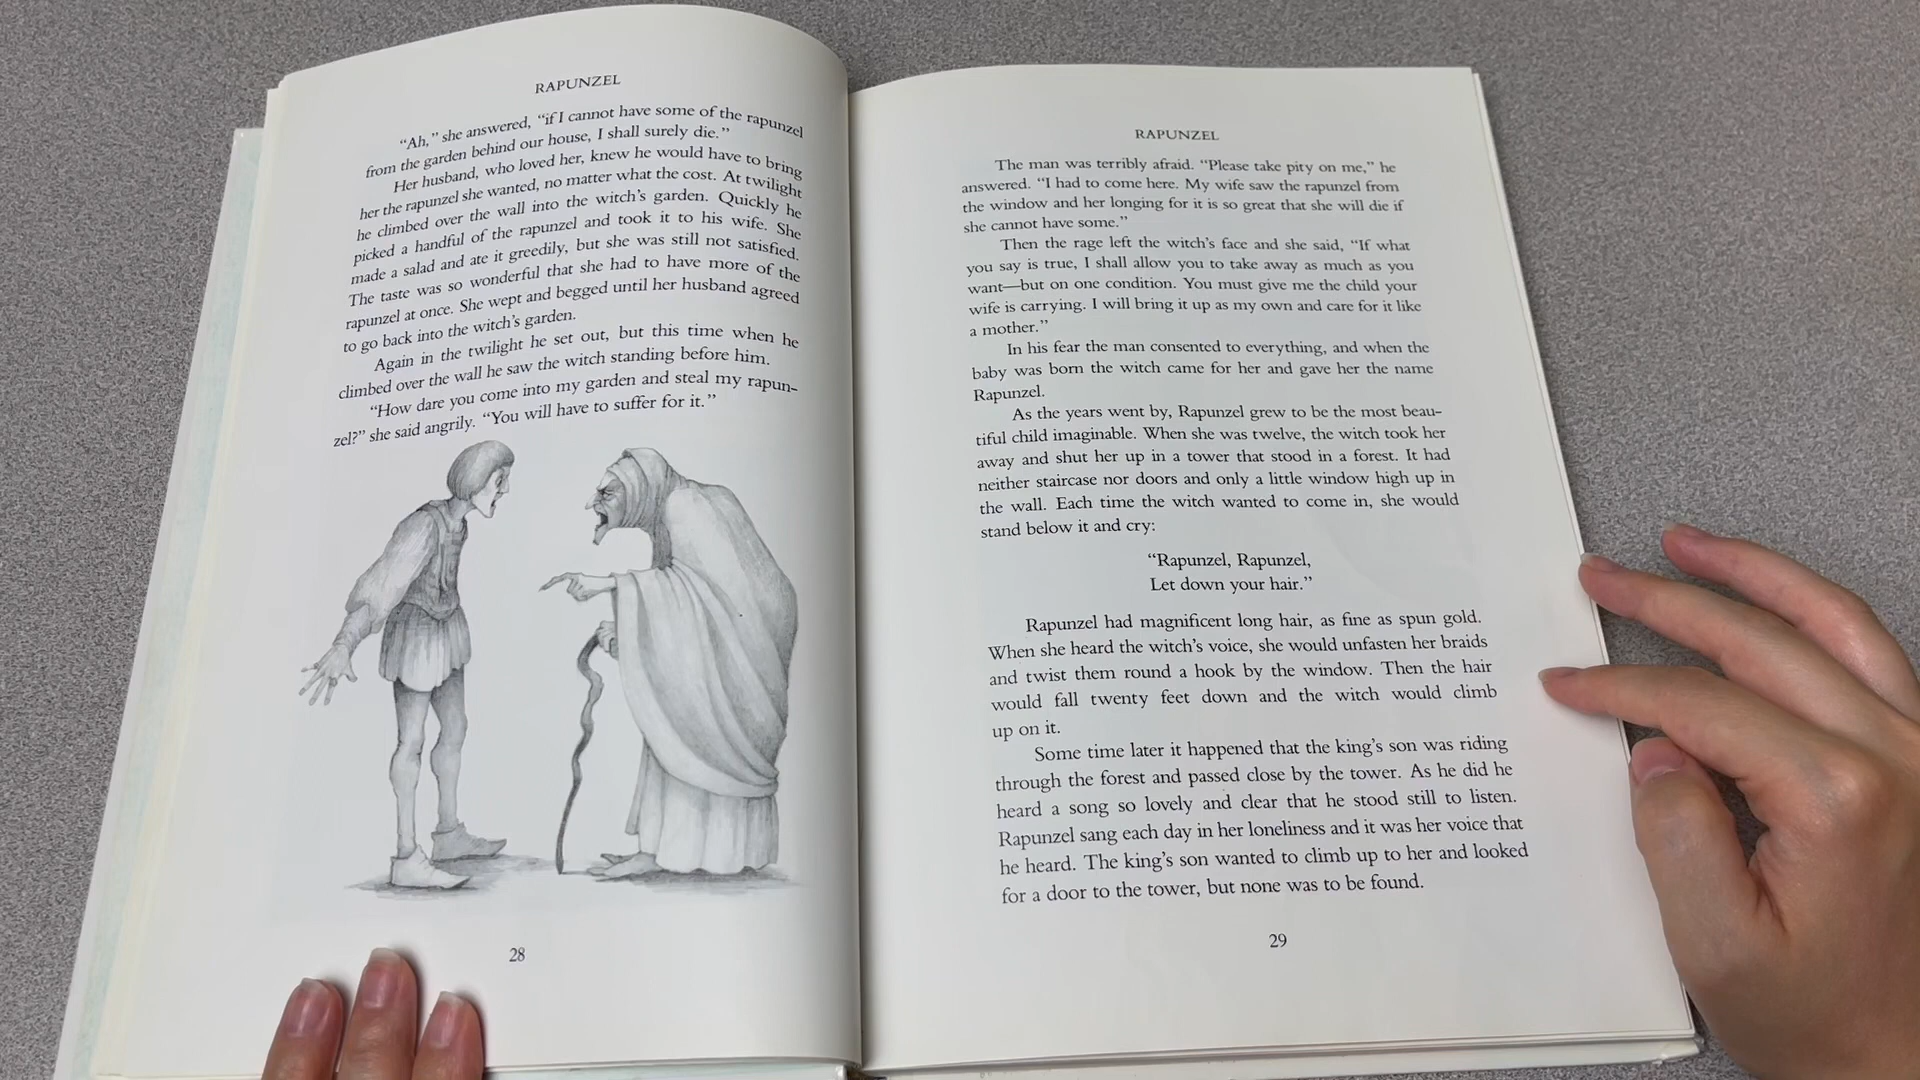 RAPUNZEL
“Ah,” she answered, “if I cannot have some of the rapunzel
from the garden behind our house, I shall surely die.”
Her husband, who loved her, knew he would have to bring
her the rapunzel she wanted, no matter what the cost. At twilight
he climbed over the wall into the witch’s garden. Quickly he
picked a handful of the rapunzel and took it to his wife. She
made a salad and ate it greedily, but she was still not satisfied.
The taste was so wonderful that she had to have more of the
rapunzel at once. She wept and begged until her husband agreed
to go back into the witch’s garden.
Again in the twilight he set out, but this time when he
climbed over the wall he saw the witch standing before him.
“How dare you come into my garden and steal my rapun-
zel?” she said angrily. “You will have to suffer for it.”
28
RAPUNZEL
The man was terribly afraid. “Please take pity on me,” he
answered. “I had to come here. My wife saw the rapunzel from
the window and her longing for it is so great that she will die if
she cannot have some.”
Then the rage left the witch’s face and she said, “If what
you say is true, I shall allow you to take away as much as you
want—but on one condition. You must give me the child your
wife is carrying. I will bring it up as my own and care for it like
a mother.”
In his fear the man consented to everything, and when the
baby was born the witch came for her and gave her the name
Rapunzel.
As the years went by, Rapunzel grew to be the most beau-
tiful child imaginable. When she was twelve, the witch took her
away and shut her up in a tower that stood in a forest. It had
neither staircase nor doors and only a little window high up in
the wall. Each time the witch wanted to come in, she would
stand below it and cry:
“Rapunzel, Rapunzel,
Let down your hair.”
Rapunzel had magnificent long hair, as fine as spun gold.
When she heard the witch’s voice, she would unfasten her braids
and twist them round a hook by the window. Then the hair
would fall twenty feet down and the witch would climb
up on it.
Some time later it happened that the king’s son was riding
through the forest and passed close by the tower. As he did he
heard a song so lovely and clear that he stood still to listen.
Rapunzel sang each day in her loneliness and it was her voice that
he heard. The king’s son wanted to climb up to her and looked
for a door to the tower, but none was to be found.
29